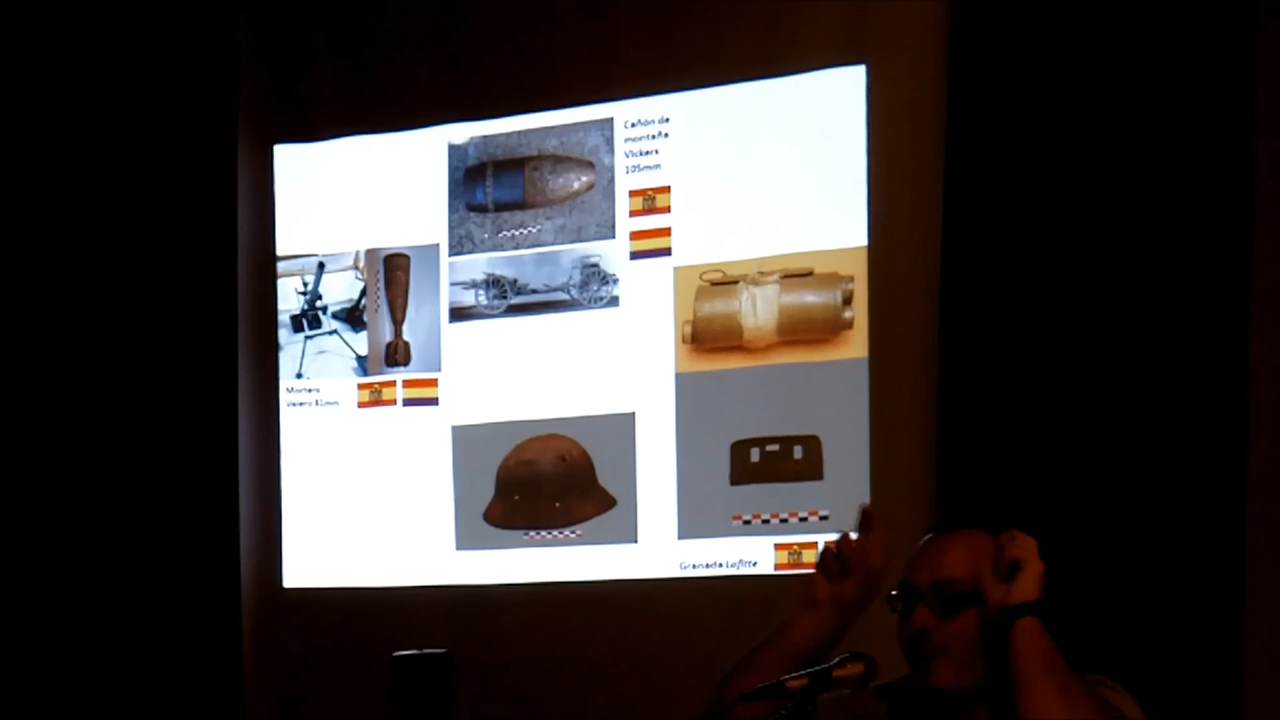 Cañón de
montaña
Vickers
105mm
Mortero
Valero 81mm
Granada Lafitte